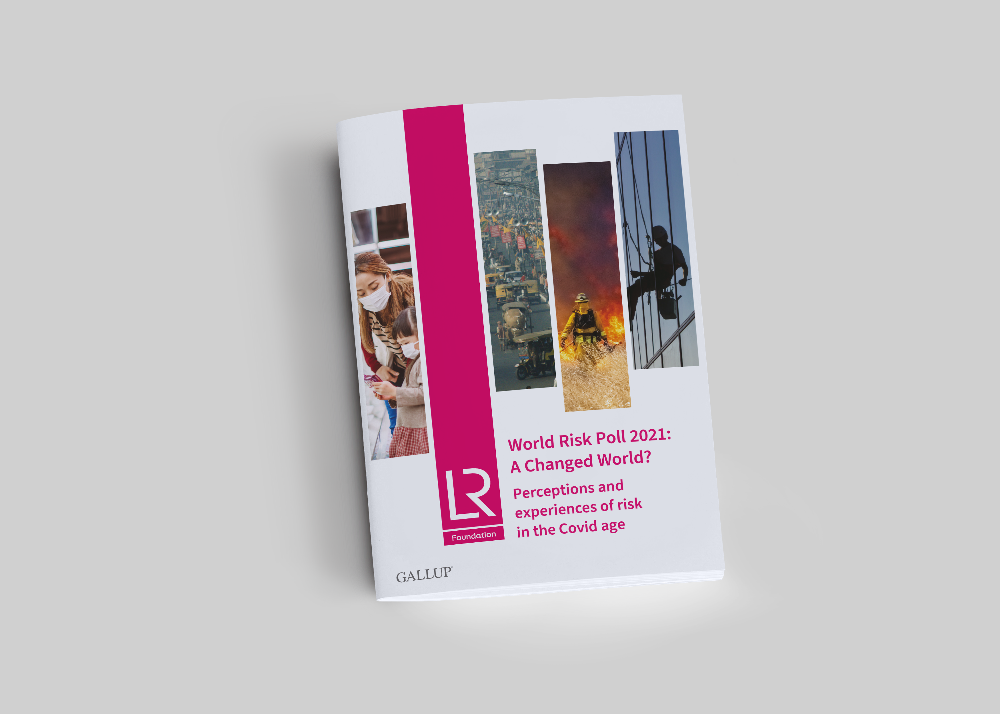 World Risk Poll 2021:
A Changed World?
Perceptions and
experiences of risk
in the Covid age
LR
Foundation
GALLUP®